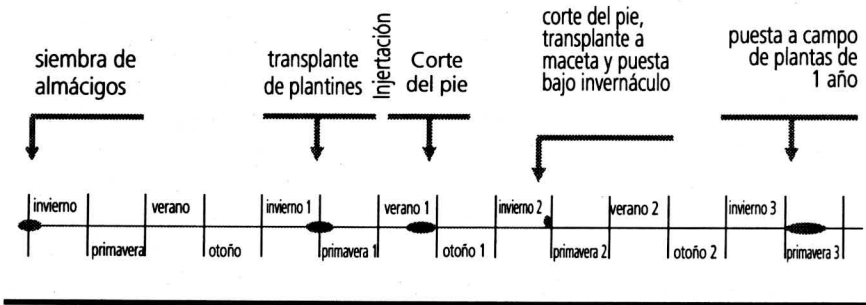 siembra de
almácigos
transplante
de plantines
Injertación
Corte
del pie
corte del pie,
transplante a
maceta y puesta
bajo invernáculo
puesta a campo
de plantas de
1 año
invierno
primavera
verano
otoño
invierno 1
primavera 1
verano 1
otoño 1
invierno 2
primavera 2
verano 2
otoño 2
invierno 3
primavera 3